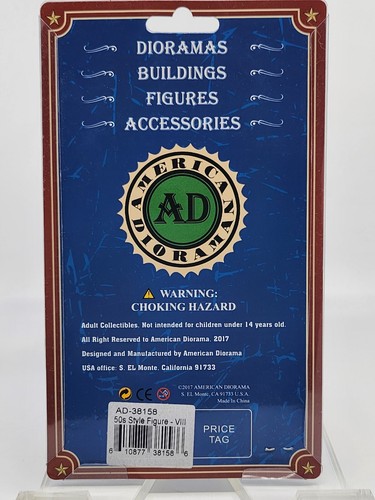 DIORAMAS
BUILDINGS
FIGURES
ACCESSORIES
AMERICAN
AD
DIORAMA
WARNING:
CHOKING HAZARD
Adult Collectibles. Not intended for children under 14 years old.
All Right Reserved to American Diorama. 2017
Designed and Manufactured by American Diorama
USA office: S. EL Monte. California 91733
©2017 AMERICAN DIORAMA
S. EL Monte, CA 91733 U.S.A.
Made In China
CE
AD-38158
50s Style Figure - VIII
6 10877 38158 6
PRICE
TAG